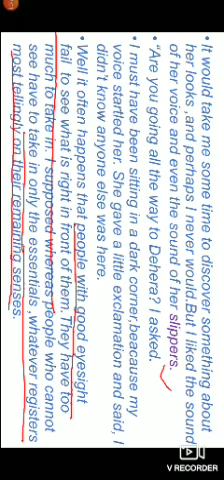 • It would take me some time to discover something about
her looks ,and perhaps I never would.But I liked the sound
of her voice and even the sound of her slippers.
• "Are you going all the way to Dehera? I asked.
• I must have been sitting in a dark corner,beacause my
voice startled her. She gave a little exclamation and said, I
didn't know anyone else was here.
• Well it often happens that people with good eyesight
fail to see what is right in front of them. They have too
much to take in. I supposed whereas people who cannot
see have to take in only the essentials ,whatever registers
most tellingly on their remaining senses.
V RECORDER